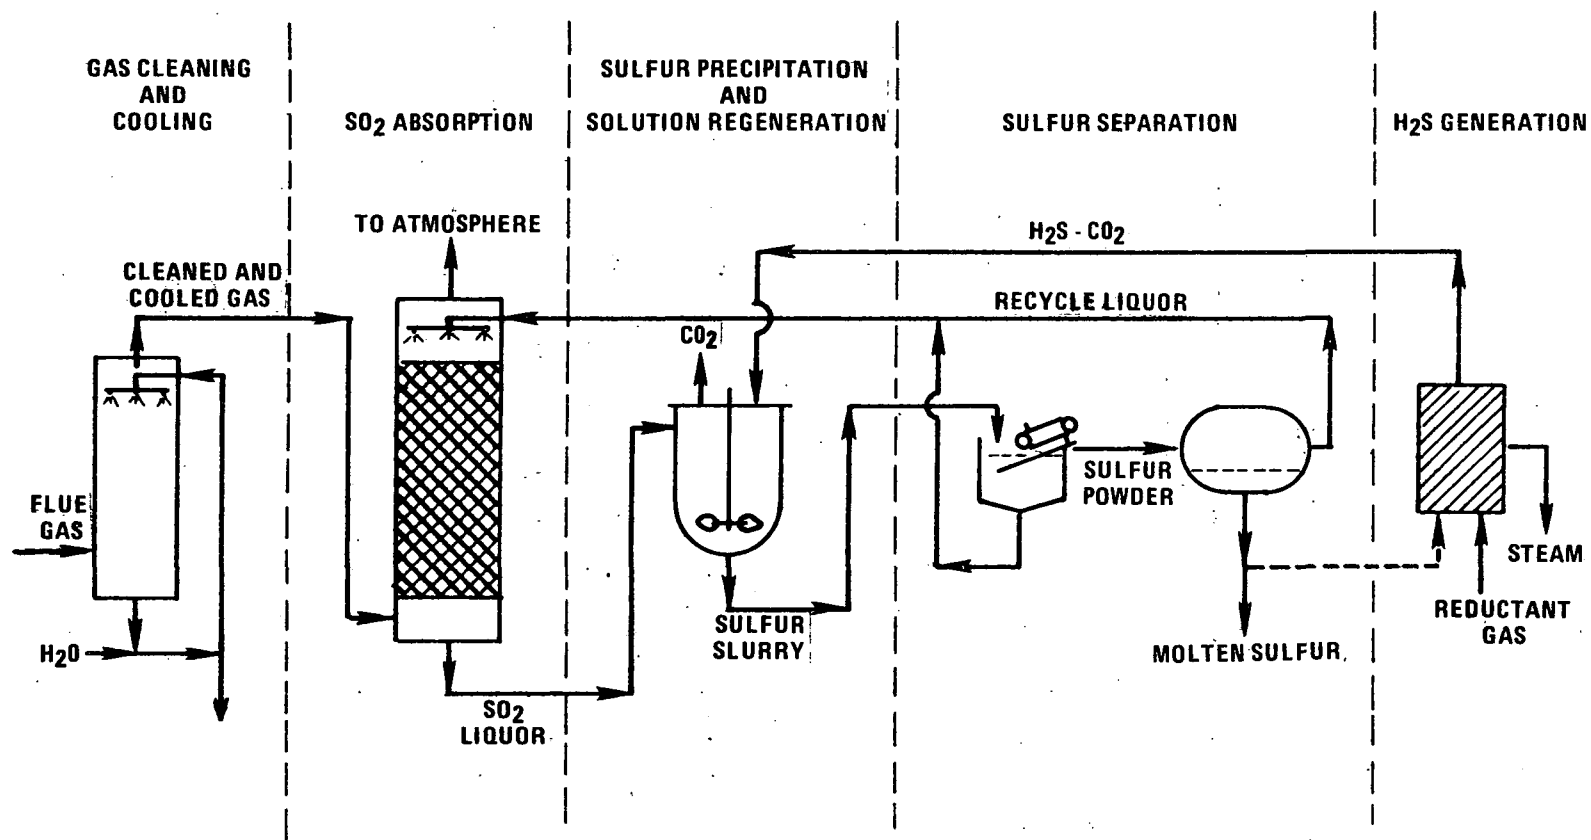 GAS CLEANING
AND
COOLING
SO2 ABSORPTION
SULFUR PRECIPITATION
AND
SOLUTION REGENERATION
SULFUR SEPARATION
H2S GENERATION
TO ATMOSPHERE
CLEANED AND
COOLED GAS
H2S - CO2
RECYCLE LIQUOR
CO2
FLUE
GAS
SULFUR
POWDER
STEAM
H2O
SULFUR
SLURRY
MOLTEN SULFUR
REDUCTANT
GAS
SO2
LIQUOR